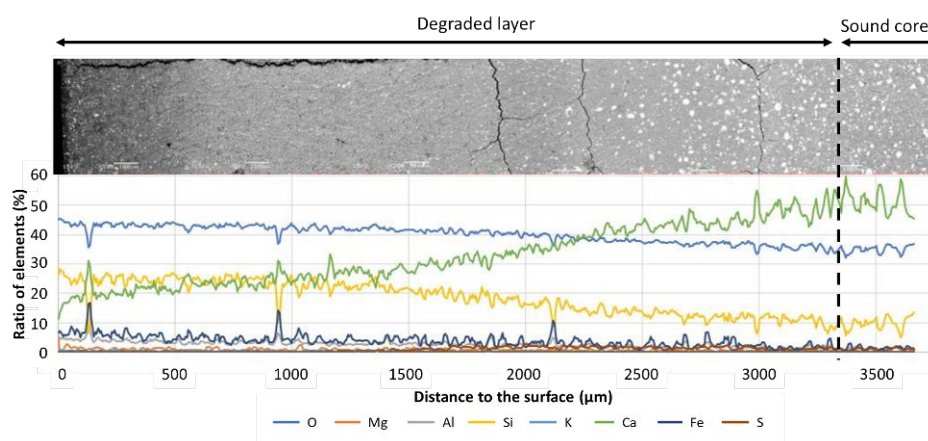 Degraded layer
Sound core
60
50
40
30
20
10
0
Ratio of elements (%)
0 500 1000 1500 2000 2500 3000 3500
Distance to the surface (µm)
O Mg Al Si K Ca Fe S